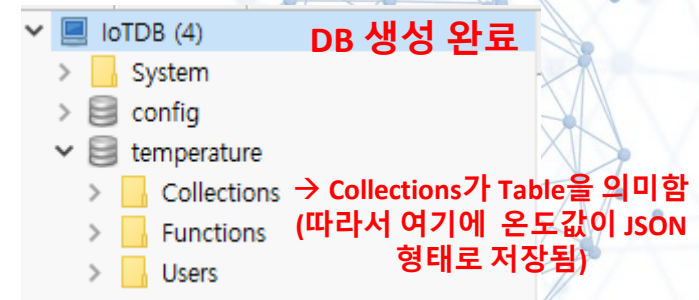 IoTDB (4)
DB 생성 완료
System
config
temperature
Collections → Collections가 Table을 의미함
Functions (따라서 여기에 온도값이 JSON
형태로 저장됨)
Users